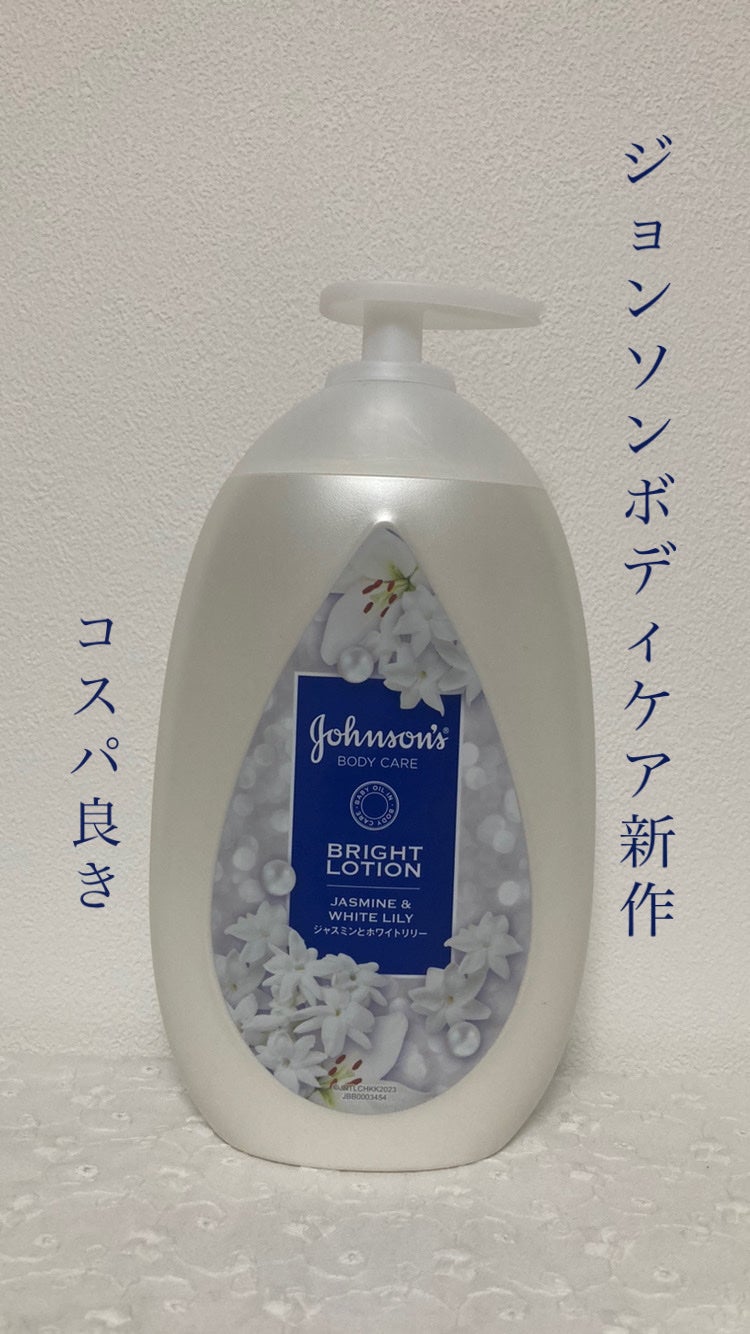 ジョンソンボディケア新作
コスパ良き
Johnson's®
BODY CARE
BABY OIL IN · BODY CARE ·
BRIGHT
LOTION
JASMINE &
WHITE LILY
ジャスミンとホワイトリリー
©JNTLCHKK2023
JBB0003454